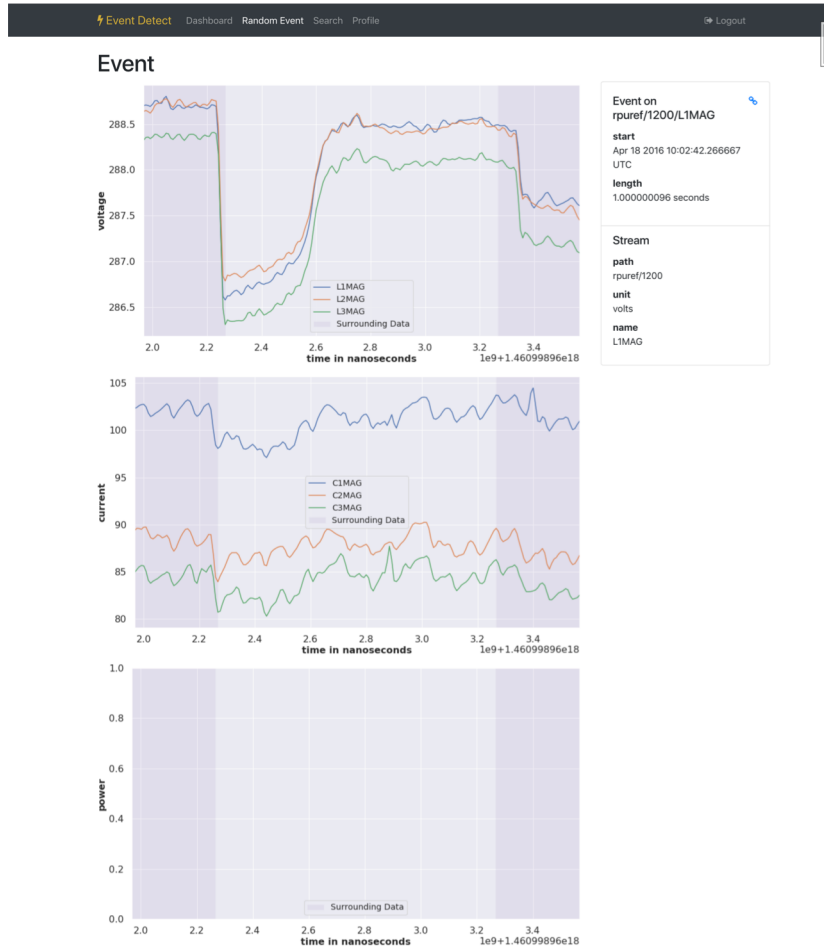 Event Detect Dashboard Random Event Search Profile Logout
Event
288.5
288.0
287.5
287.0
286.5
voltage
L1MAG
L2MAG
L3MAG
Surrounding Data
2.0 2.2 2.4 2.6 2.8 3.0 3.2 3.4
time in nanoseconds 1e9+1.46099896e18
Event on
rpuref/1200/L1MAG
start
Apr 18 2016 10:02:42.266667
UTC
length
1.000000096 seconds
Stream
path
rpuref/1200
unit
volts
name
L1MAG
105
100
95
90
85
80
current
C1MAG
C2MAG
C3MAG
Surrounding Data
2.0 2.2 2.4 2.6 2.8 3.0 3.2 3.4
time in nanoseconds 1e9+1.46099896e18
1.0
0.8
0.6
0.4
0.2
0.0
power
Surrounding Data
2.0 2.2 2.4 2.6 2.8 3.0 3.2 3.4
time in nanoseconds 1e9+1.46099896e18